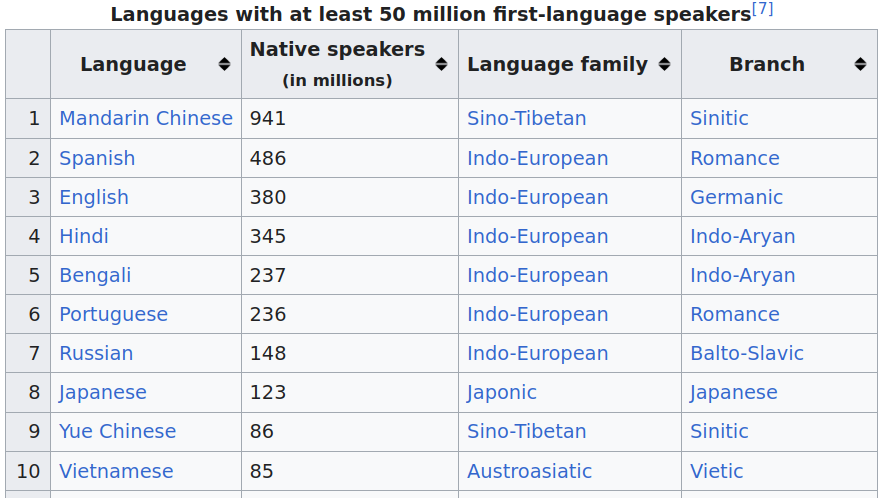 Languages with at least 50 million first-language speakers[7]
Language Native speakers (in millions) Language family Branch
1 Mandarin Chinese 941 Sino-Tibetan Sinitic
2 Spanish 486 Indo-European Romance
3 English 380 Indo-European Germanic
4 Hindi 345 Indo-European Indo-Aryan
5 Bengali 237 Indo-European Indo-Aryan
6 Portuguese 236 Indo-European Romance
7 Russian 148 Indo-European Balto-Slavic
8 Japanese 123 Japonic Japanese
9 Yue Chinese 86 Sino-Tibetan Sinitic
10 Vietnamese 85 Austroasiatic Vietic